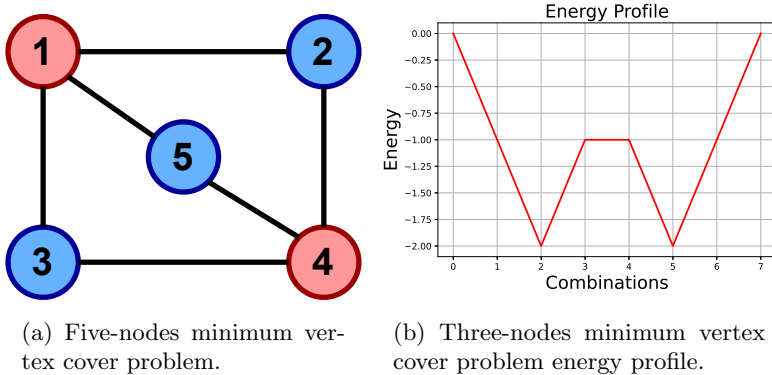 1
2
5
3
4
(a) Five-nodes minimum ver-
tex cover problem.
Energy Profile
Energy
0.00
−0.25
−0.50
−0.75
−1.00
−1.25
−1.50
−1.75
−2.00
0 1 2 3 4 5 6 7
Combinations
(b) Three-nodes minimum vertex
cover problem energy profile.